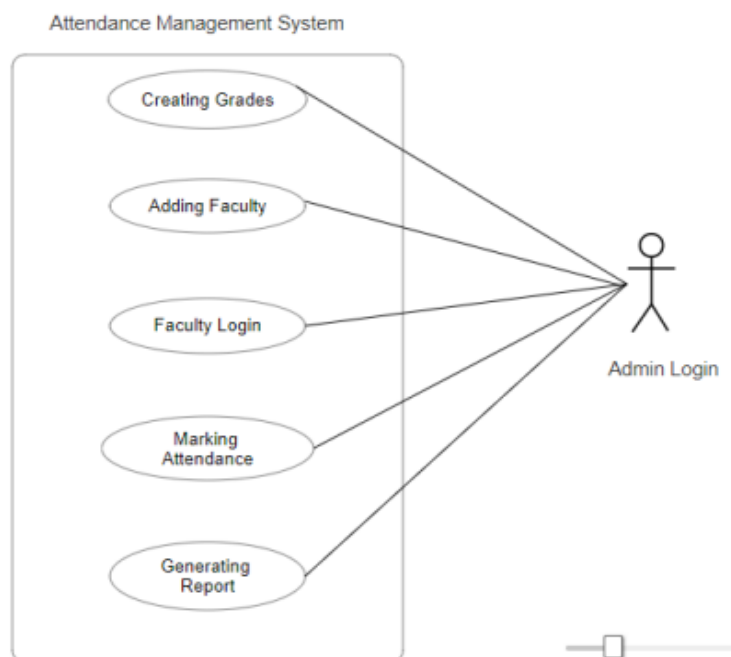 Attendance Management System
Creating Grades
Adding Faculty
Faculty Login
Admin Login
Marking
Attendance
Generating
Report